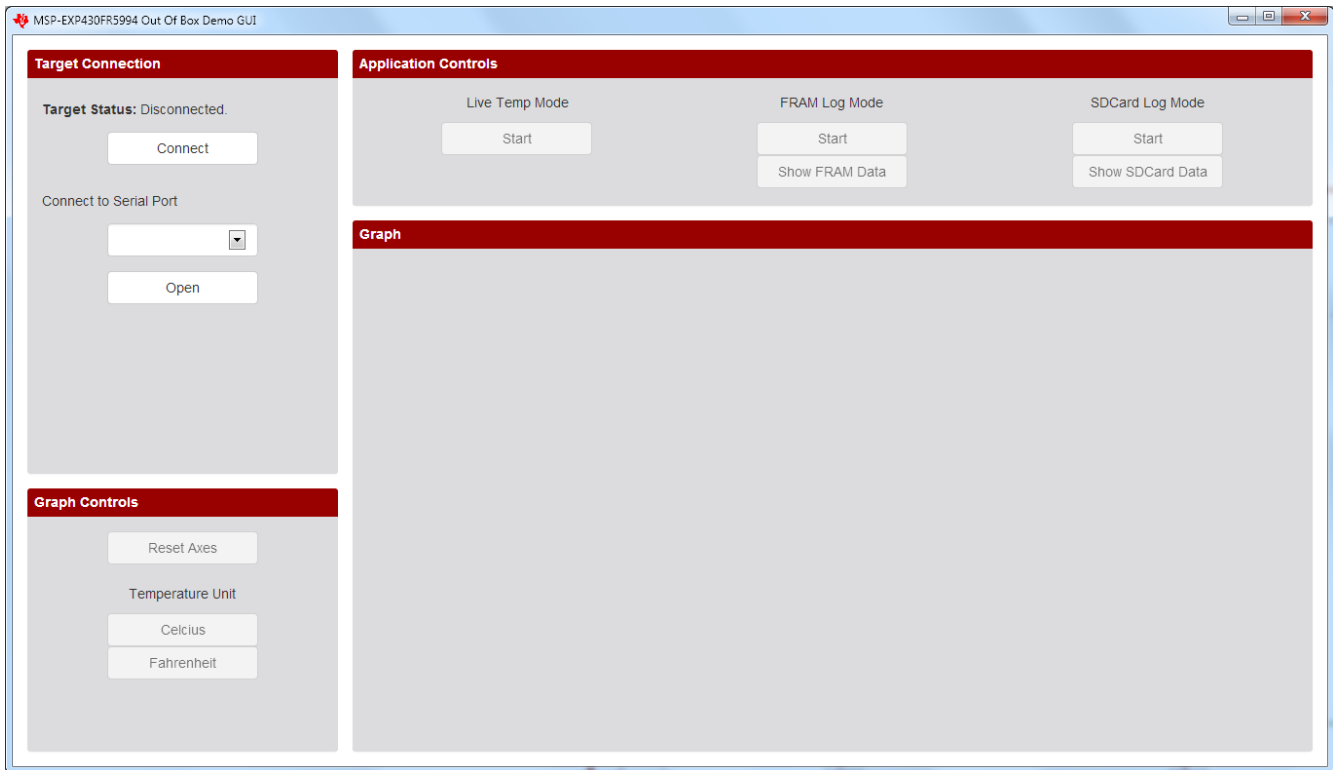 MSP-EXP430FR5994 Out Of Box Demo GUI
Target Connection
Target Status: Disconnected.
Connect
Connect to Serial Port
Open
Graph Controls
Reset Axes
Temperature Unit
Celcius
Fahrenheit
Application Controls
Live Temp Mode
Start
FRAM Log Mode
Start
Show FRAM Data
SDCard Log Mode
Start
Show SDCard Data
Graph